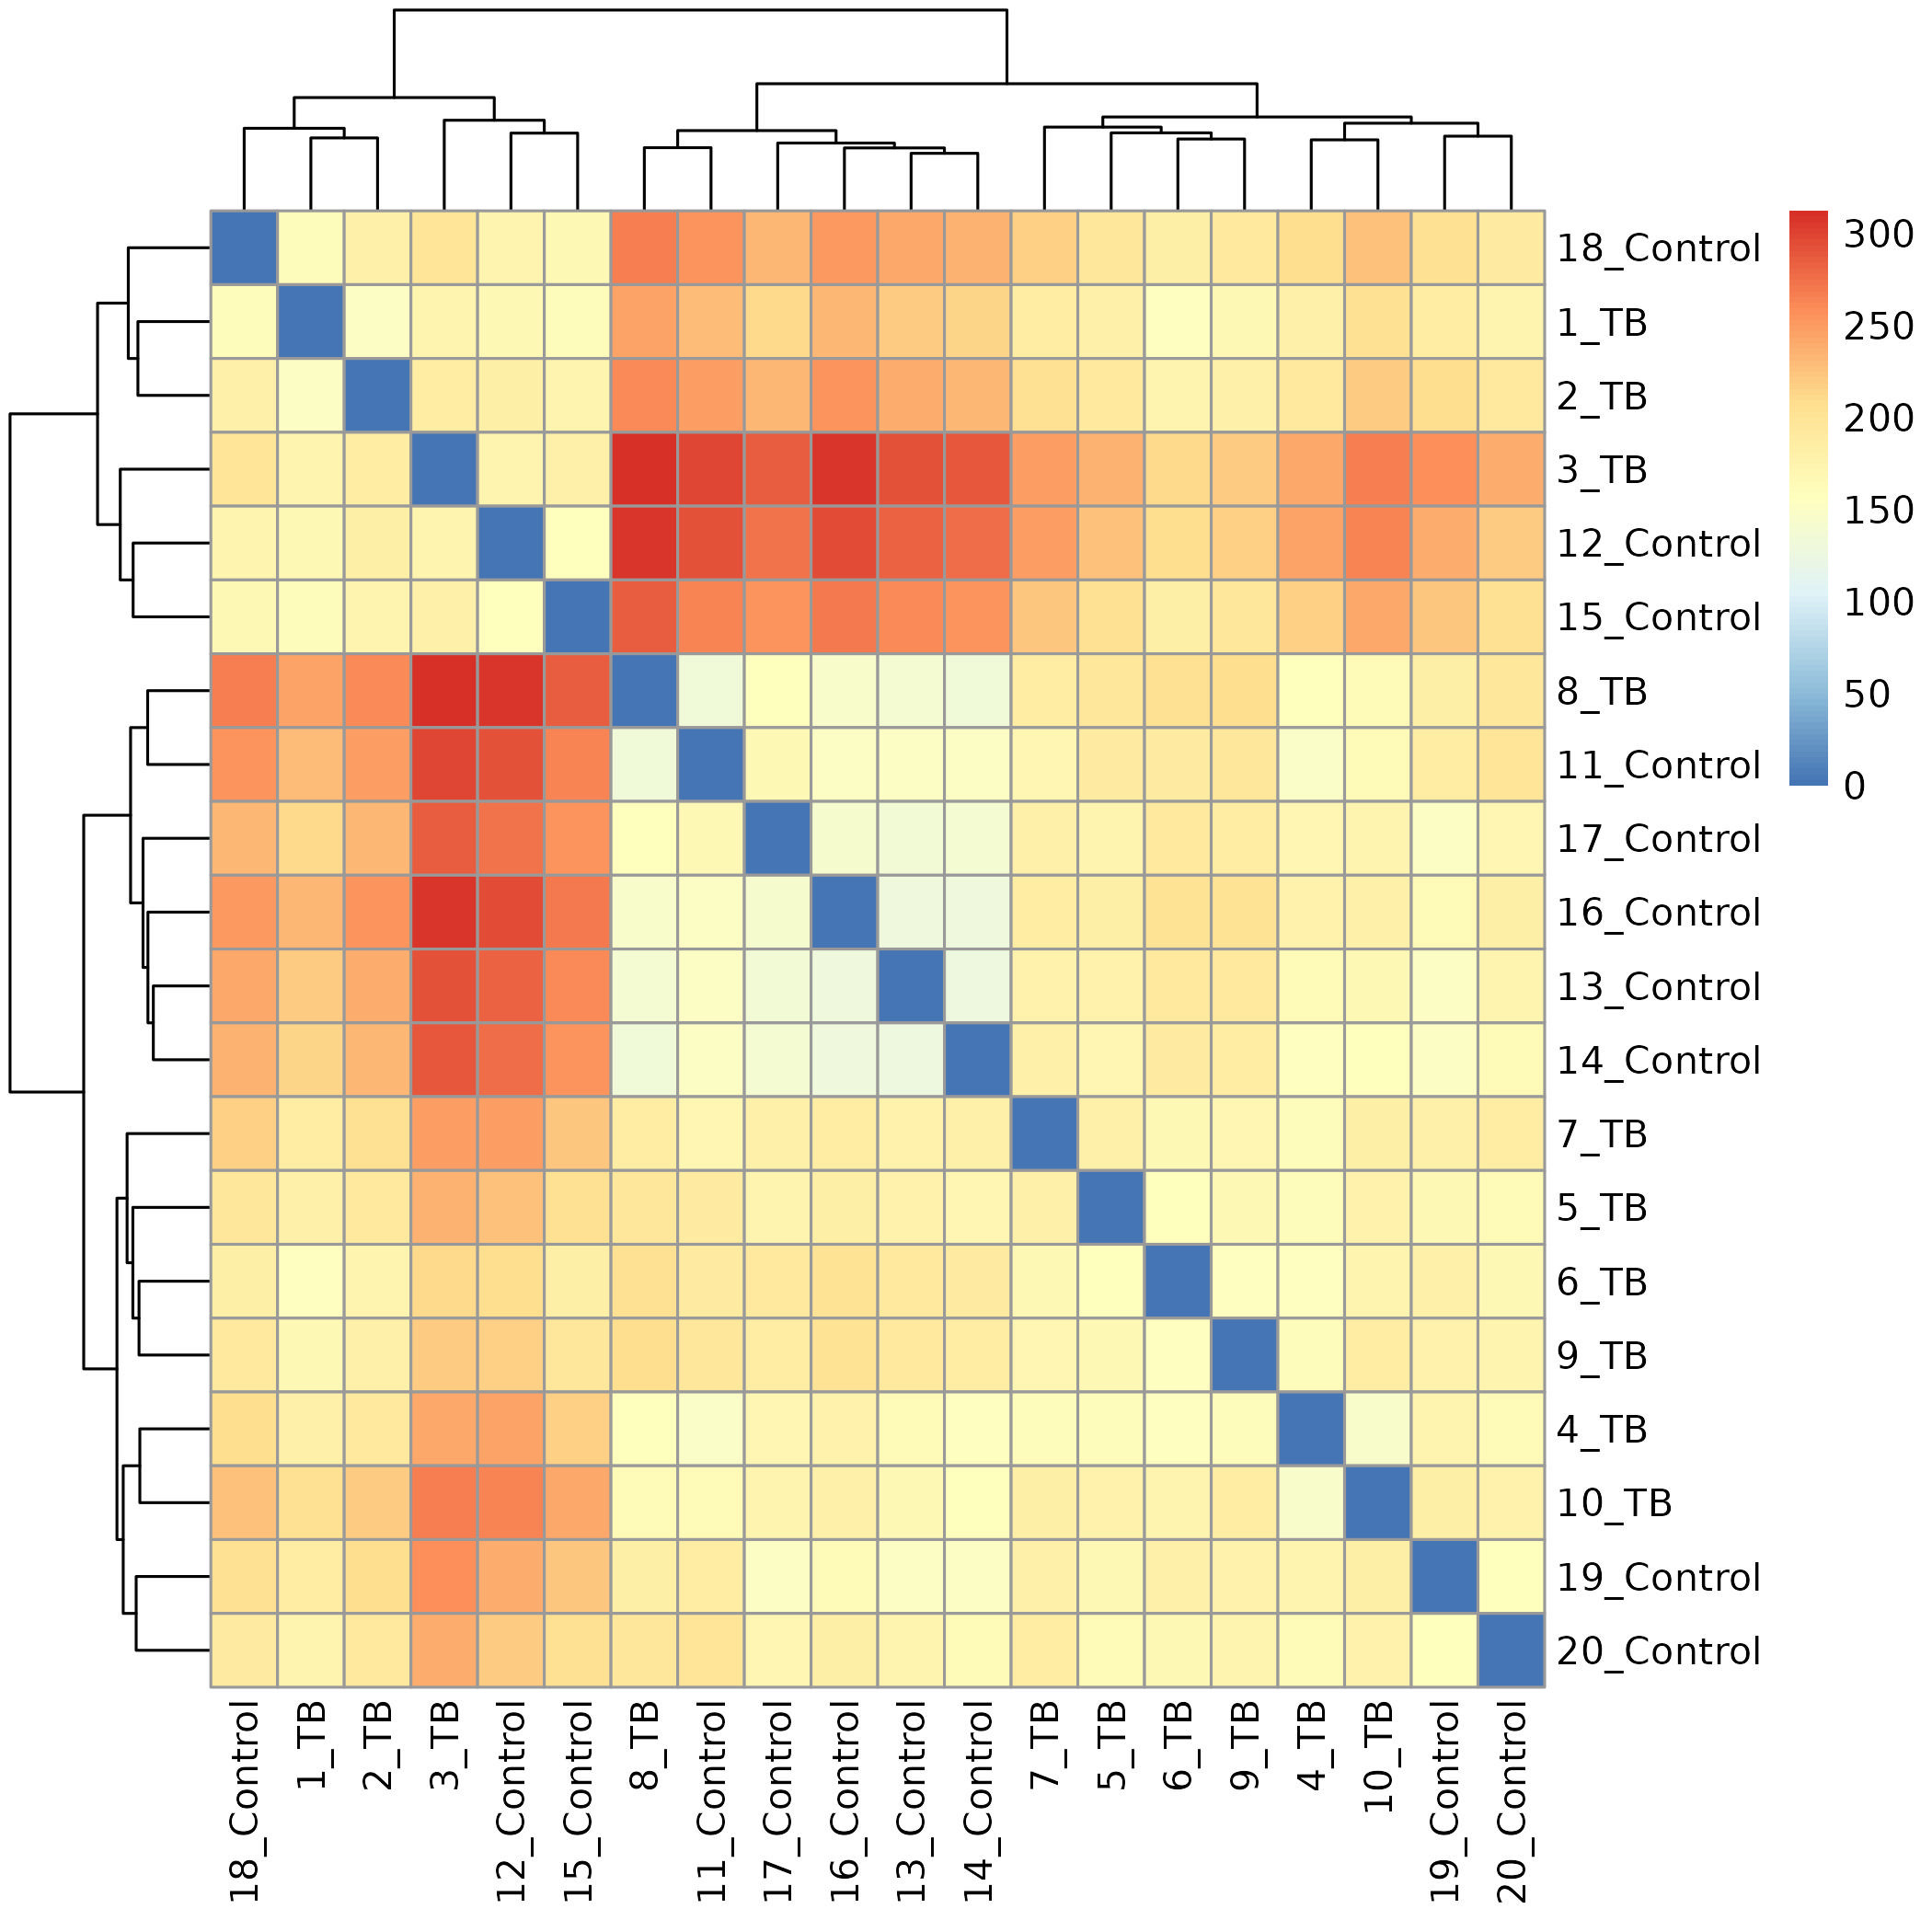 18_Control
1_TB
2_TB
3_TB
12_Control
15_Control
8_TB
11_Control
17_Control
16_Control
13_Control
14_Control
7_TB
5_TB
6_TB
9_TB
4_TB
10_TB
19_Control
20_Control
300
250
200
150
100
50
0
18_Control
1_TB
2_TB
3_TB
12_Control
15_Control
8_TB
11_Control
17_Control
16_Control
13_Control
14_Control
7_TB
5_TB
6_TB
9_TB
4_TB
10_TB
19_Control
20_Control